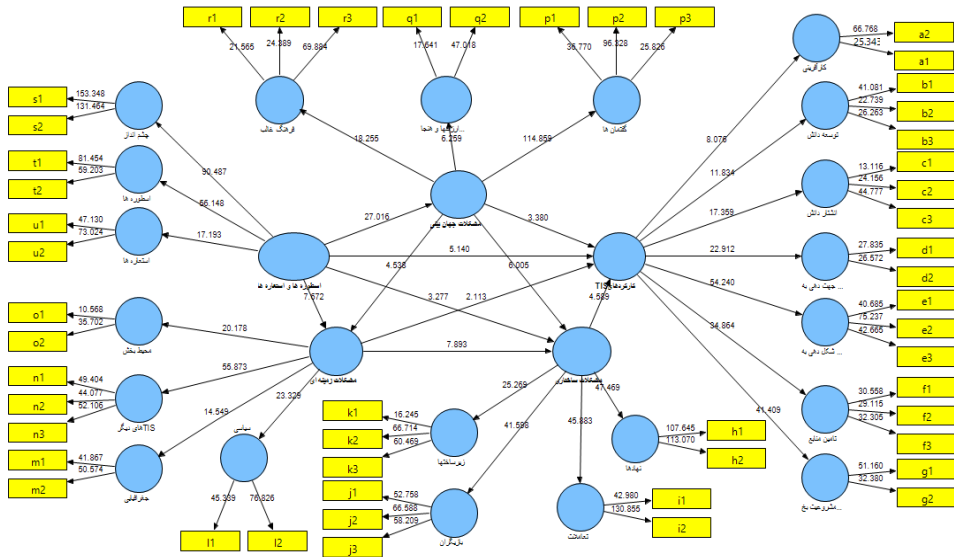 r1
r2
r3
q1
q2
p1
p2
p3
21.565
24.389
69.884
17.641
47.018
36.770
96.328
25.826
فرهنگ غالب
ارزشها و هنجا...
گفتمان ها
s1
s2
153.348
131.464
چشم انداز
t1
t2
81.454
59.203
اسطوره ها
u1
u2
47.130
73.024
استعاره ها
90.487
56.148
17.193
18.255
6.259
114.859
مشکلات جهان بینی
27.016
3.380
5.140
4.538
6.005
3.277
2.113
7.672
4.589
7.893
اسطوره ها و استعاره ها
کارکردهای TIS
مشکلات زمینه ای
مشکلات ساختاری
8.076
11.834
17.359
22.912
54.240
34.864
41.409
کارآفرینی
66.768
25.343
a2
a1
توسعه دانش
41.081
22.739
26.263
b1
b2
b3
انتشار دانش
13.116
24.156
44.777
c1
c2
c3
جهت دهی به ...
27.835
26.572
d1
d2
شکل دهی به ...
40.685
75.237
42.665
e1
e2
e3
تامین منابع
30.558
32.305
f1
f2
f3
مشروعیت بخ...
51.160
32.380
g1
g2
o1
o2
10.568
35.702
محیط بخش
20.178
n1
n2
n3
49.404
44.077
52.106
TISهای دیگر
55.873
m1
m2
41.867
50.574
جغرافیایی
14.549
سیاسی
23.329
45.339
76.826
l1
l2
k1
k2
k3
16.245
66.714
60.469
زیرساختها
25.269
j1
j2
j3
52.758
66.588
58.209
بازیگران
41.598
45.883
تعاملات
42.980
130.855
i1
i2
47.469
نهادها
107.645
113.070
h1
h2